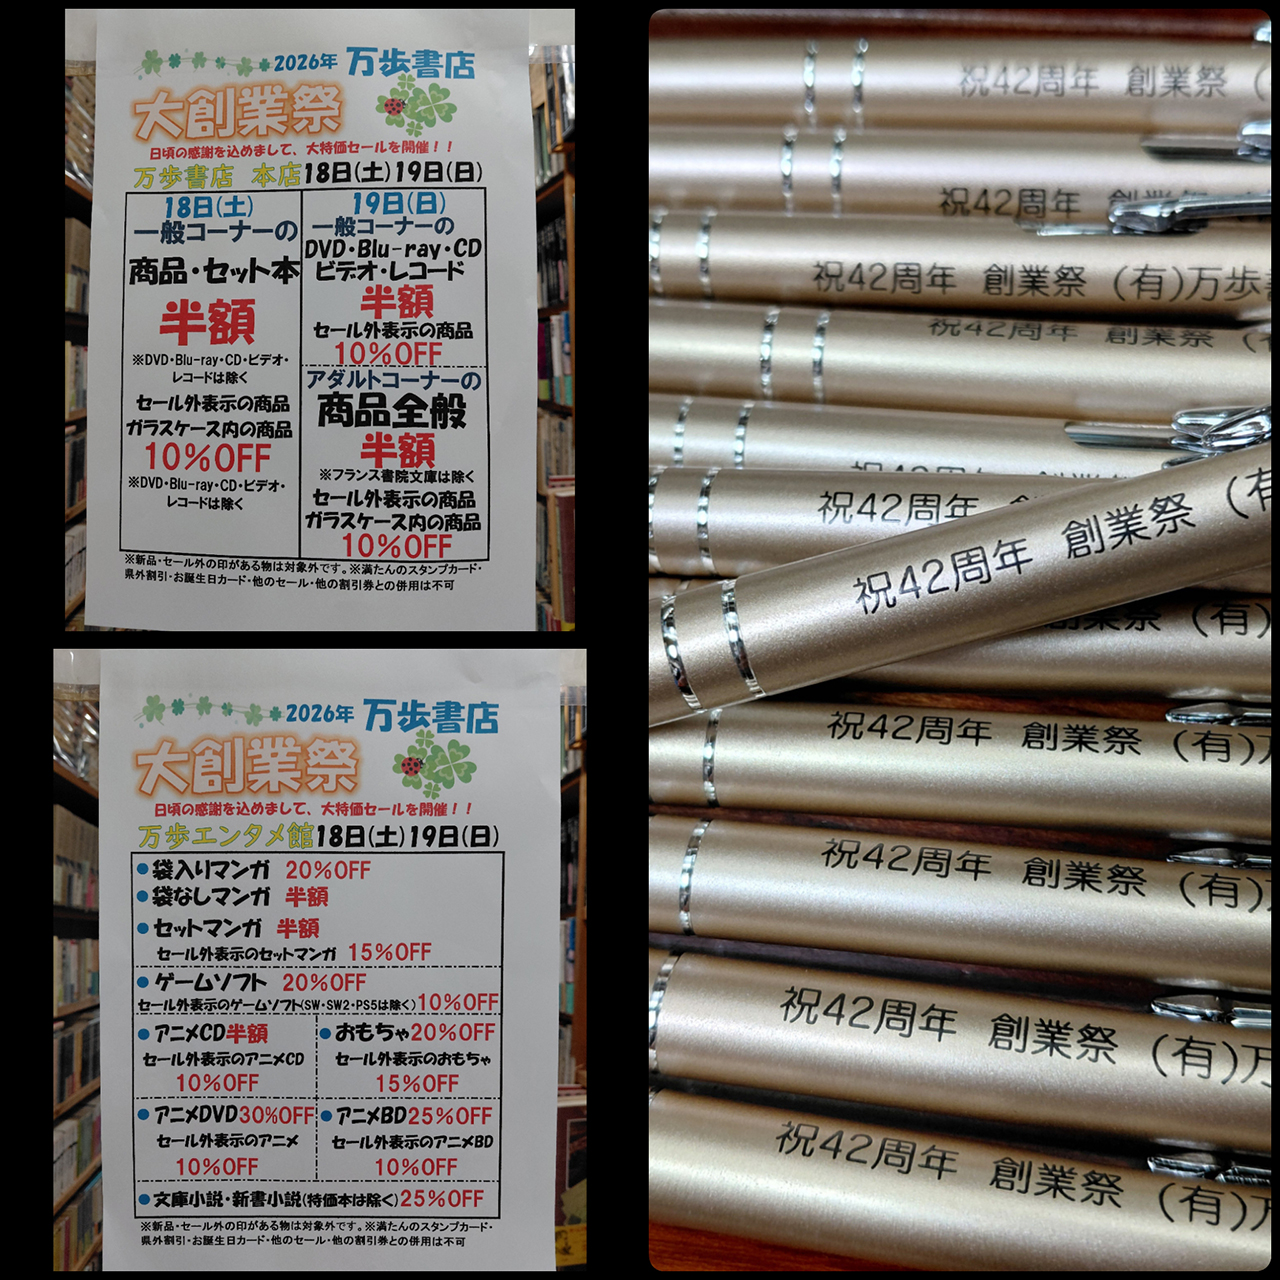 2026年 万歩書店
大創業祭
日頃の感謝を込めまして、大特価セールを開催！！
万歩書店 本店18日(土)19日(日)
18日(土)
一般コーナーの
商品・セット本
半額
※DVD・Blu-ray・CD・ビデオ・
レコードは除く
セール外表示の商品
ガラスケース内の商品
10%OFF
※DVD・Blu-ray・CD・ビデオ・
レコードは除く
19日(日)
一般コーナーの
DVD・Blu-ray・CD
ビデオ・レコード
半額
セール外表示の商品
10%OFF
アダルトコーナーの
商品全般
半額
※フランス書院文庫は除く
セール外表示の商品
ガラスケース内の商品
10%OFF
※新品・セール外の印がある物は対象外です。※満たんのスタンプカード・
県外割引・お誕生日カード・他のセール・他の割引券との併用は不可
2026年 万歩書店
大創業祭
日頃の感謝を込めまして、大特価セールを開催！！
万歩エンタメ館18日(土)19日(日)
●袋入りマンガ 20%OFF
●袋なしマンガ 半額
●セットマンガ 半額
セール外表示のセットマンガ 15%OFF
●ゲームソフト 20%OFF
セール外表示のゲームソフト(SW・SW2・PS5は除く)10%OFF
●アニメCD半額
セール外表示のアニメCD
10%OFF
●おもちゃ20%OFF
セール外表示のおもちゃ
15%OFF
●アニメDVD30%OFF
セール外表示のアニメ
10%OFF
●アニメBD25%OFF
セール外表示のアニメBD
10%OFF
●文庫小説・新書小説(特価本は除く)25%OFF
※新品・セール外の印がある物は対象外です。※満たんのスタンプカード・
県外割引・お誕生日カード・他のセール・他の割引券との併用は不可
祝42周年 創業祭 (
祝42周年 創業祭
祝42周年 創業祭 (有)万歩
祝42周年 創業祭 (
祝42周年 創業祭
祝42周年
祝42周年 創業祭 (有
創業祭 (有)
祝42周年 創業祭 (有)万
祝42周年 創業祭 (有)
祝42周年 創業祭 (有)万
祝42周年 創業祭 (有)万